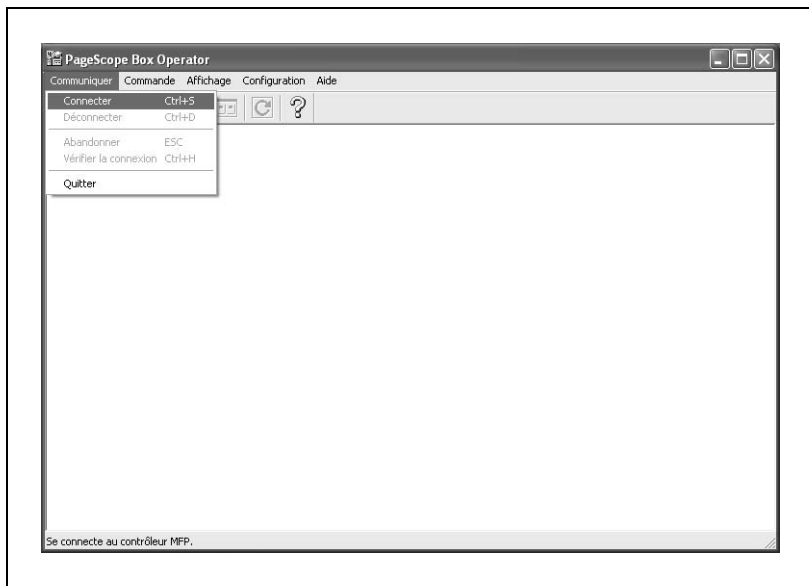 PageScope Box Operator
Communiquer Commande Affichage Configuration Aide
Connecter Ctrl+S
Déconnecter Ctrl+D
Abandonner ESC
Vérifier la connexion Ctrl+H
Quitter
Se connecte au contrôleur MFP.